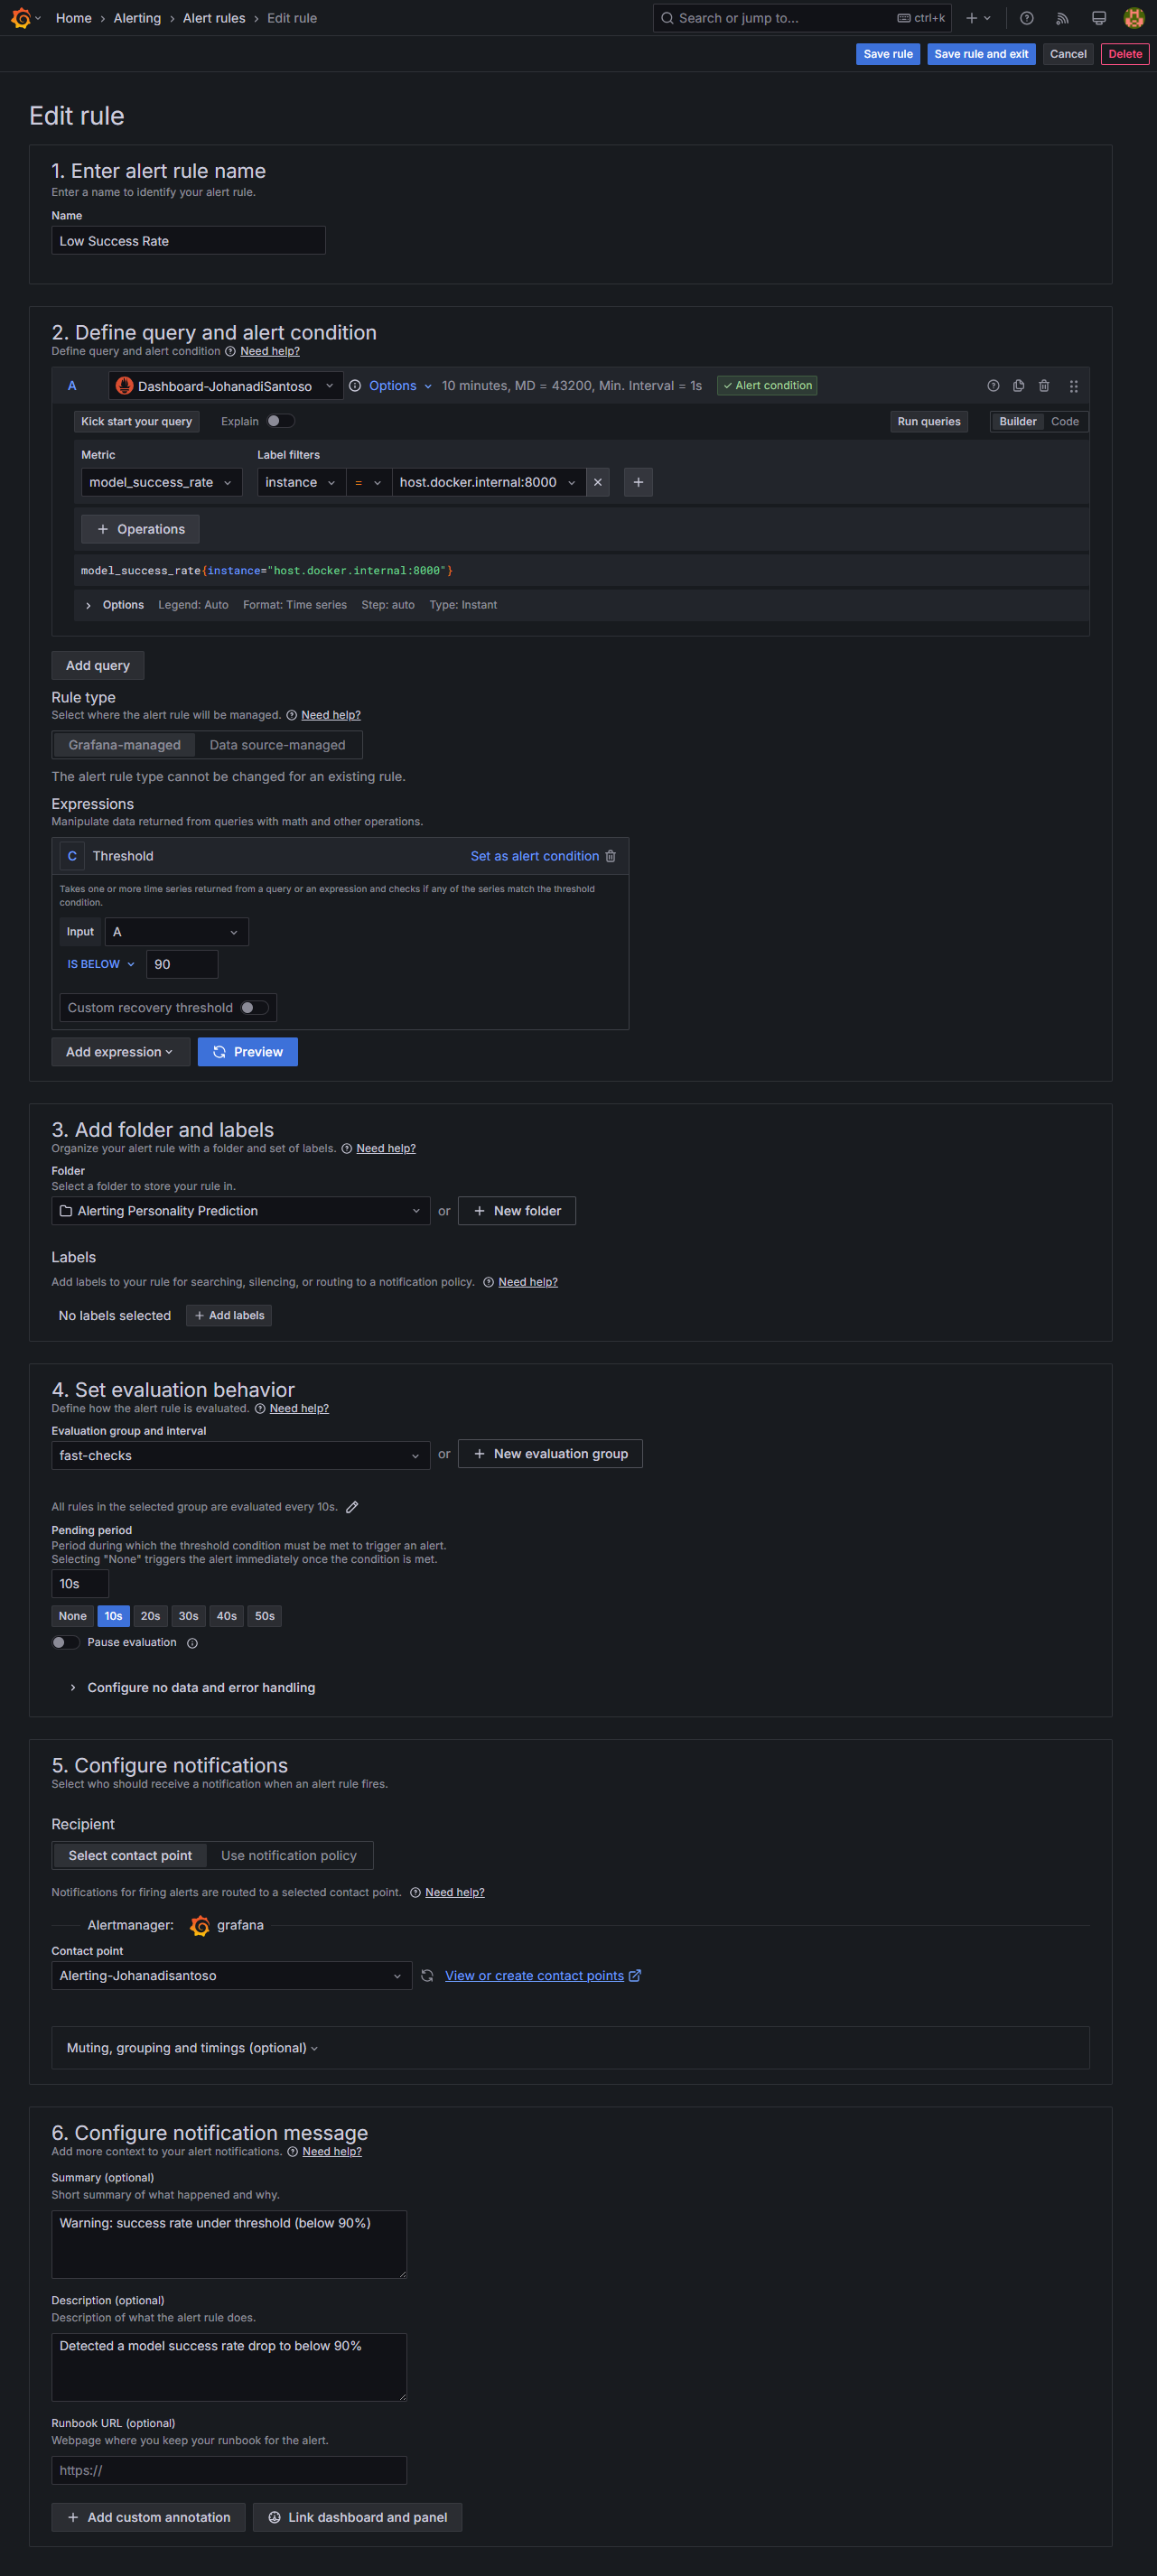 Home > Alerting > Alert rules > Edit rule
Search or jump to...
ctrl+k
Save rule
Save rule and exit
Cancel
Delete
Edit rule
1. Enter alert rule name
Enter a name to identify your alert rule.
Name
Low Success Rate
2. Define query and alert condition
Define query and alert condition
Need help?
A
Dashboard-JohanadiSantoso
Options
10 minutes, MD = 43200, Min. Interval = 1s
Alert condition
Kick start your query
Explain
Run queries
Builder
Code
Metric
Label filters
model_success_rate
instance
=
host.docker.internal:8000
+ Operations
model_success_rate{instance="host.docker.internal:8000"}
Options
Legend: Auto
Format: Time series
Step: auto
Type: Instant
Add query
Rule type
Select where the alert rule will be managed.
Need help?
Grafana-managed
Data source-managed
The alert rule type cannot be changed for an existing rule.
Expressions
Manipulate data returned from queries with math and other operations.
C
Threshold
Set as alert condition
Takes one or more time series returned from a query or an expression and checks if any of the series match the threshold
condition.
Input
A
IS BELOW
90
Custom recovery threshold
Add expression
Preview
3. Add folder and labels
Organize your alert rule with a folder and set of labels.
Need help?
Folder
Select a folder to store your rule in.
Alerting Personality Prediction
or
+ New folder
Labels
Add labels to your rule for searching, silencing, or routing to a notification policy.
Need help?
No labels selected
+ Add labels
4. Set evaluation behavior
Define how the alert rule is evaluated.
Need help?
Evaluation group and interval
fast-checks
or
+ New evaluation group
All rules in the selected group are evaluated every 10s.
Pending period
Period during which the threshold condition must be met to trigger an alert.
Selecting "None" triggers the alert immediately once the condition is met.
10s
None
10s
20s
30s
40s
50s
Pause evaluation
Configure no data and error handling
5. Configure notifications
Select who should receive a notification when an alert rule fires.
Recipient
Select contact point
Use notification policy
Notifications for firing alerts are routed to a selected contact point.
Need help?
Alertmanager:
grafana
Contact point
Alerting-Johanadisantoso
View or create contact points
Muting, grouping and timings (optional)
6. Configure notification message
Add more context to your alert notifications.
Need help?
Summary (optional)
Short summary of what happened and why.
Warning: success rate under threshold (below 90%)
Description (optional)
Description of what the alert rule does.
Detected a model success rate drop to below 90%
Runbook URL (optional)
Webpage where you keep your runbook for the alert.
https://
+ Add custom annotation
Link dashboard and panel